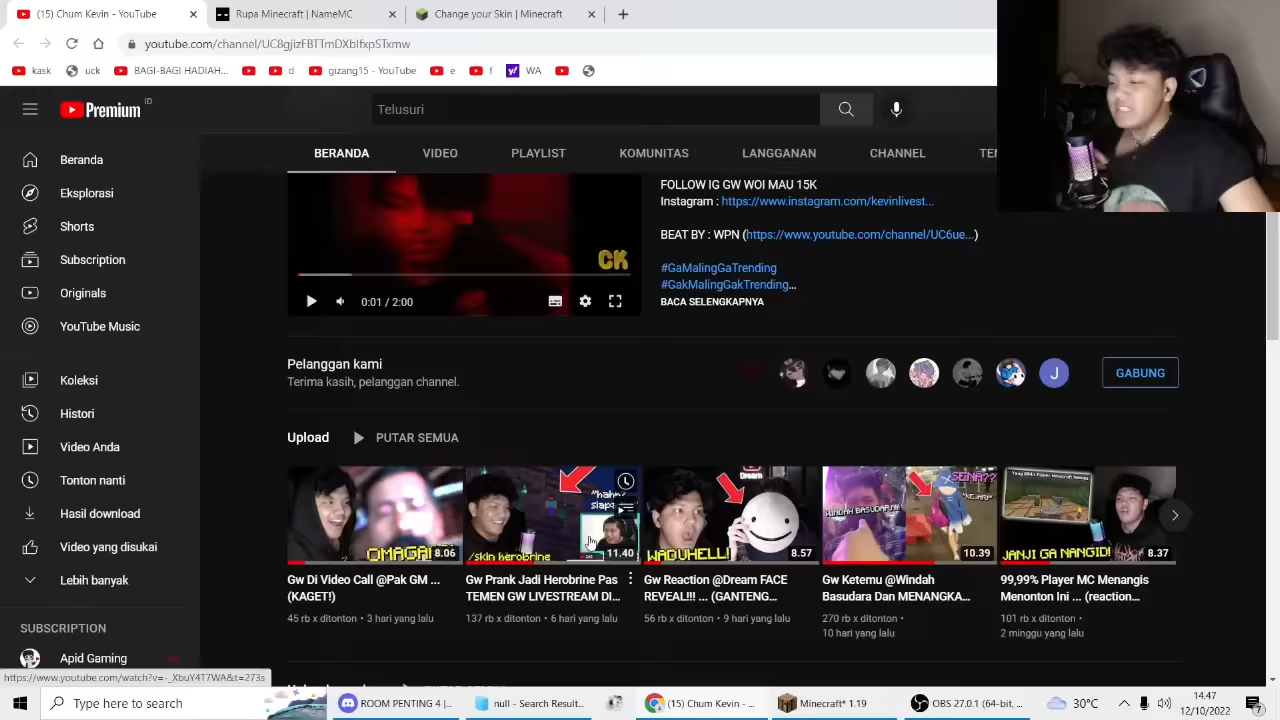 (15) Chum Kevin - YouTube
Rupa Minecraft | NameMC
Change your Skin | Minecraft
youtube.com/channel/UC8gjizFBTTmDXbIfxpSTxmw
kask
uck
BAGI-BAGI HADIAH...
d
gizang15 - YouTube
e
f
WA
Premium ID
Telusuri
BERANDA
VIDEO
PLAYLIST
KOMUNITAS
LANGGANAN
CHANNEL
Beranda
Eksplorasi
Shorts
Subscription
Originals
YouTube Music
Koleksi
Histori
Video Anda
Tonton nanti
Hasil download
Video yang disukai
Lebih banyak
SUBSCRIPTION
Apid Gaming
CK
0:01 / 2:00
FOLLOW IG GW WOI MAU 15K
Instagram : https://www.instagram.com/kevinlivest...
BEAT BY : WPN (https://www.youtube.com/channel/UC6ue...)
#GaMalingGaTrending
#GakMalingGakTrending...
BACA SELENGKAPNYA
Pelanggan kami
Terima kasih, pelanggan channel.
J
GABUNG
Upload
PUTAR SEMUA
OMAGA!
8.06
Gw Di Video Call @Pak GM ...
(KAGET!)
45 rb x ditonton • 3 hari yang lalu
/skin herobrine
11.40
Gw Prank Jadi Herobrine Pas
TEMEN GW LIVESTREAM DI...
137 rb x ditonton • 6 hari yang lalu
Dream
WADUHELL!
8.57
Gw Reaction @Dream FACE
REVEAL!!! ... (GANTENG...
56 rb x ditonton • 9 hari yang lalu
WINDAH BASUDARA!!!
10.39
Gw Ketemu @Windah
Basudara Dan MENANGKA...
270 rb x ditonton •
10 hari yang lalu
JANJI GA NANGID!
8.37
99,99% Player MC Menangis
Menonton Ini ... (reaction...
101 rb x ditonton •
2 minggu yang lalu
https://www.youtube.com/watch?v=-_XbuY4T7WA&t=273s
Type here to search
ROOM PENTING 4 |...
null - Search Result...
(15) Chum Kevin - ...
Minecraft* 1.19
OBS 27.0.1 (64-bit, ...
30°C
14.47
12/10/2022
7